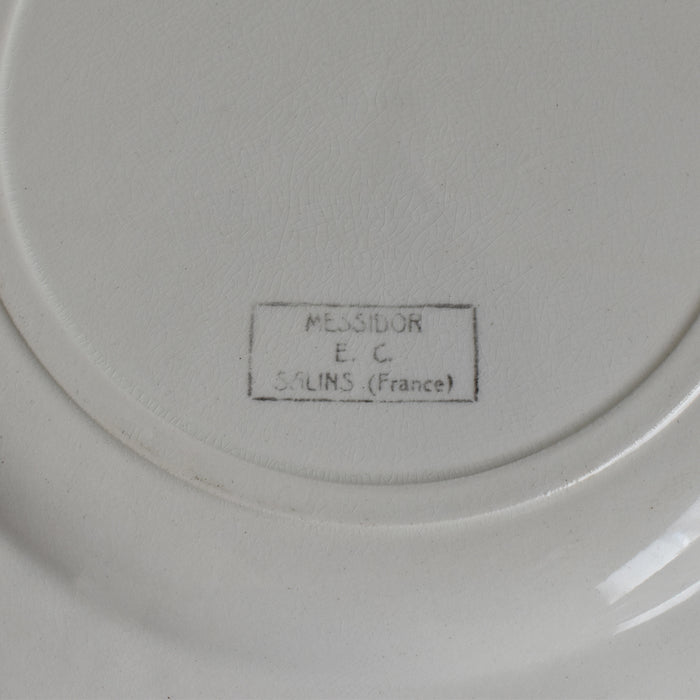 MESSIDOR
E. C.
SALINS (France)